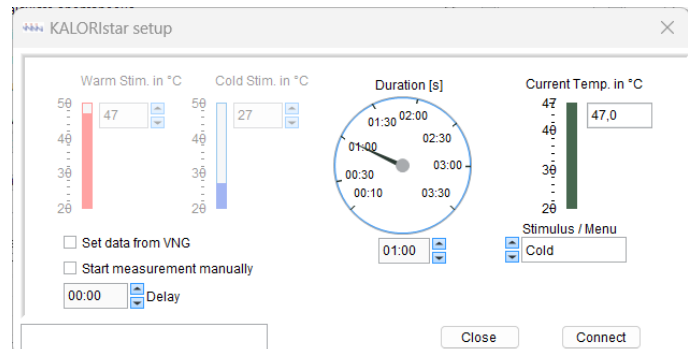 KALORIstar setup
Warm Stim. in °C
Cold Stim. in °C
Duration [s]
Current Temp. in °C
50
40
30
20
47
50
40
30
20
27
02:00
01:30
02:30
01:00
03:00
00:30
00:10
03:30
01:00
47
40
30
20
47,0
Stimulus / Menu
Cold
Set data from VNG
Start measurement manually
00:00 Delay
Close
Connect